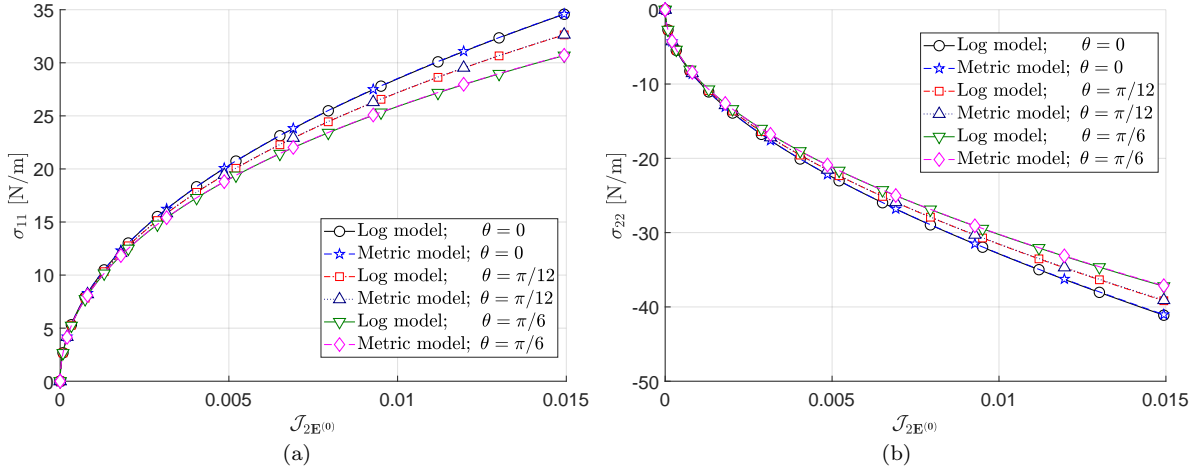 35
30
25
20
15
10
5
0
σ₁₁ [N/m]
Log model; θ = 0
Metric model; θ = 0
Log model; θ = π/12
Metric model; θ = π/12
Log model; θ = π/6
Metric model; θ = π/6
0 0.005 0.01 0.015
𝒥₂𝐄⁽⁰⁾
(a)
0
-10
-20
-30
-40
-50
σ₂₂ [N/m]
Log model; θ = 0
Metric model; θ = 0
Log model; θ = π/12
Metric model; θ = π/12
Log model; θ = π/6
Metric model; θ = π/6
0 0.005 0.01 0.015
𝒥₂𝐄⁽⁰⁾
(b)